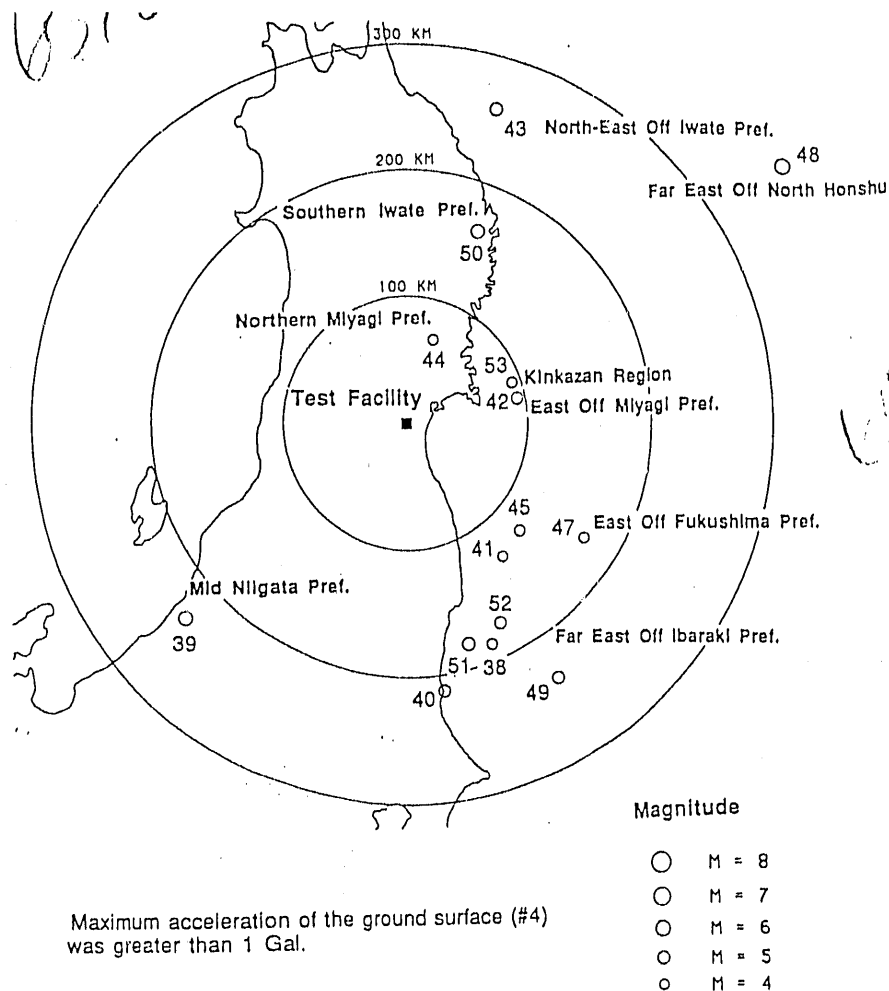 300 KM
43 North-East Off Iwate Pref.
48
200 KM
Far East Off North Honshu
Southern Iwate Pref.
50
100 KM
Northern Miyagi Pref.
44
53 Kinkazan Region
Test Facility
42 East Off Miyagi Pref.
45
47 East Off Fukushima Pref.
41
Mid Niigata Pref.
52
39
Far East Off Ibaraki Pref.
51-38
40
49
Magnitude
M = 8
M = 7
M = 6
M = 5
M = 4
Maximum acceleration of the ground surface (#4)
was greater than 1 Gal.